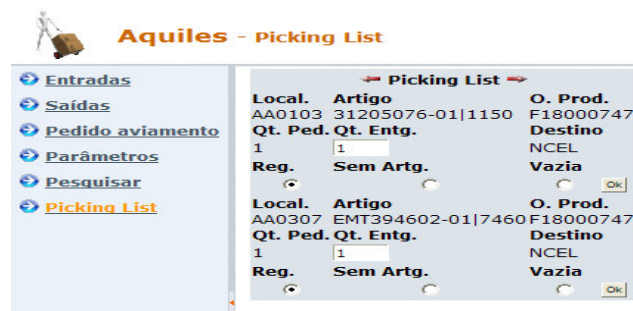 Aquiles - Picking List
Entradas
Saídas
Pedido aviamento
Parâmetros
Pesquisar
Picking List
Picking List
Local. Artigo O. Prod.
AA0103 31205076-01|1150 F18000747
Qt. Ped. Qt. Entg. Destino
1 1 NCEL
Reg. Sem Artg. Vazia
Ok
Local. Artigo O. Prod.
AA0307 EMT394602-01|7460 F18000747
Qt. Ped. Qt. Entg. Destino
1 1 NCEL
Reg. Sem Artg. Vazia
Ok